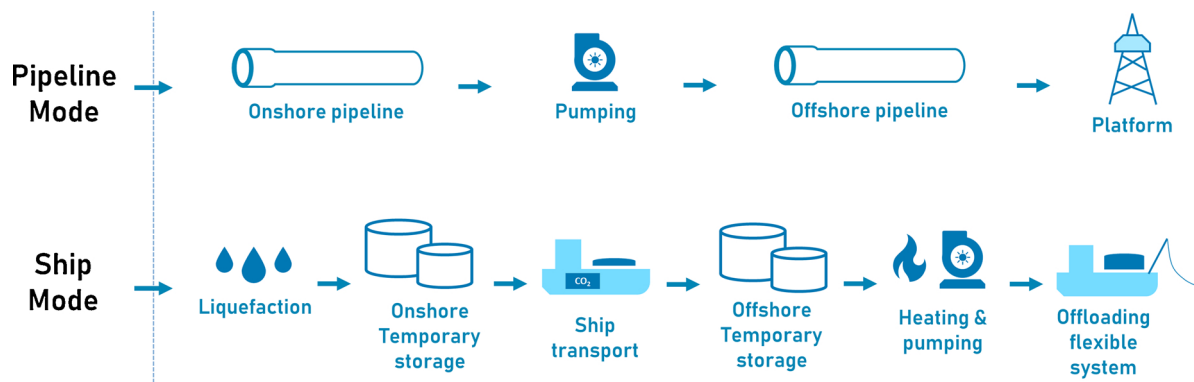 Pipeline
Mode
Onshore pipeline
Pumping
Offshore pipeline
Platform
Ship
Mode
Liquefaction
Onshore
Temporary
storage
CO₂
Ship
transport
Offshore
Temporary
storage
Heating &
pumping
Offloading
flexible
system